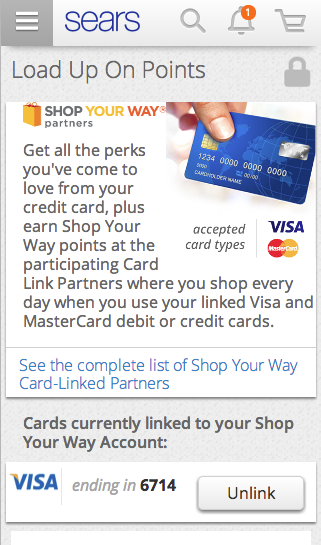 sears
1
Load Up On Points
SHOP YOUR WAY®
partners
Get all the perks
you've come to
love from your
credit card, plus
earn Shop Your
Way points at the
participating Card
Link Partners where you shop every
day when you use your linked Visa and
MasterCard debit or credit cards.
1234 0000 0000 0000
CARDHOLDER NAME
accepted
card types
VISA
MasterCard
See the complete list of Shop Your Way
Card-Linked Partners
Cards currently linked to your Shop
Your Way Account:
VISA ending in 6714 Unlink